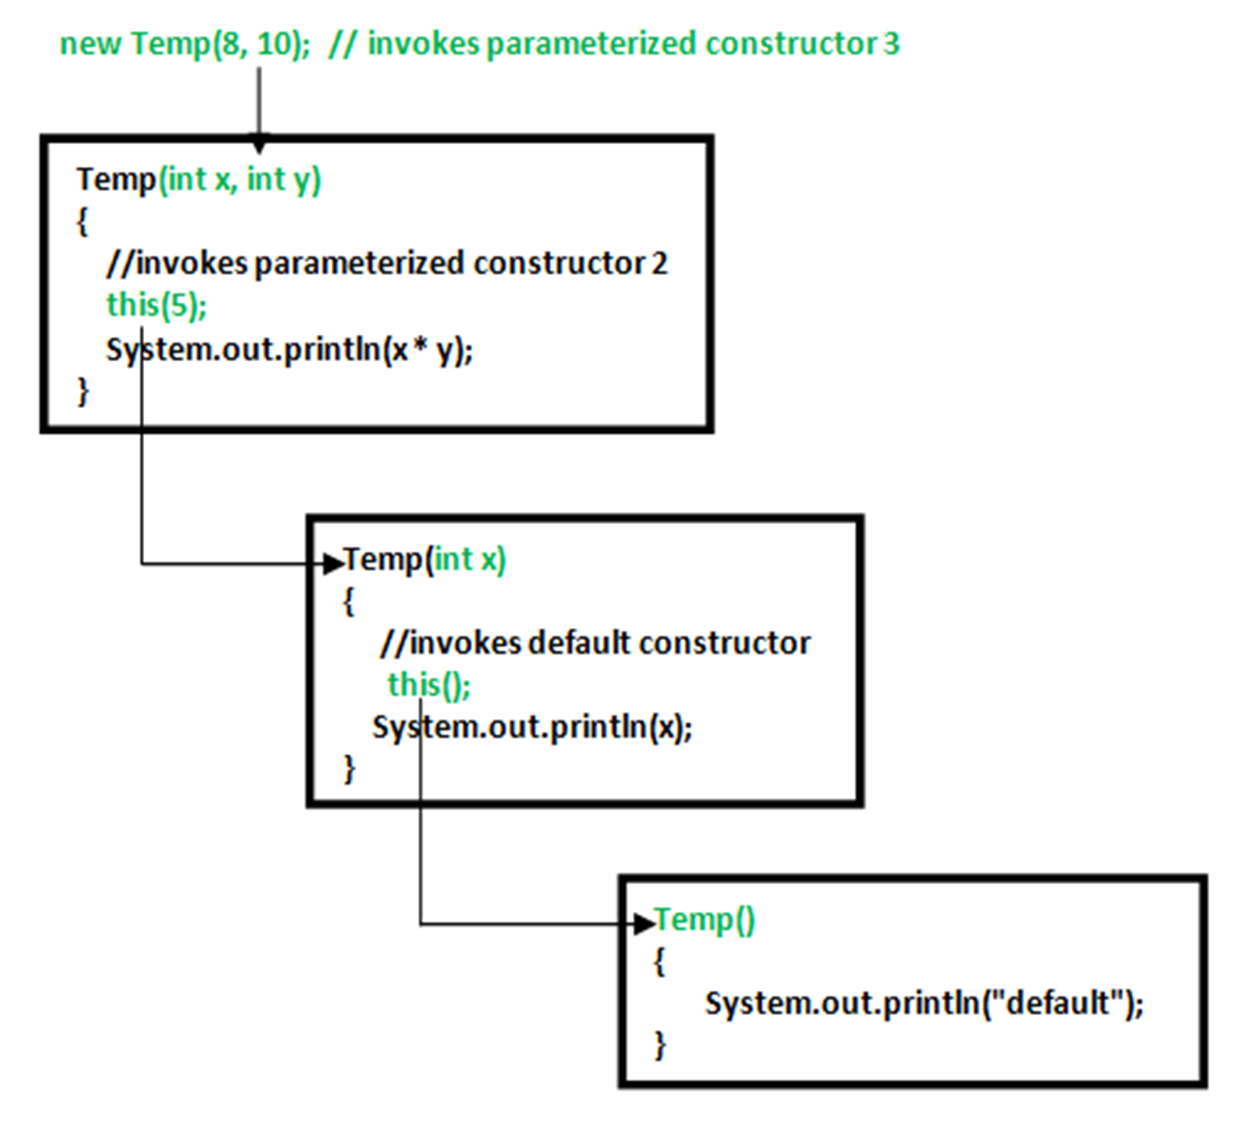 new Temp(8, 10);  // invokes parameterized constructor 3
Temp(int x, int y)
{
//invokes parameterized constructor 2
this(5);
System.out.println(x * y);
}
Temp(int x)
{
//invokes default constructor
this();
System.out.println(x);
}
Temp()
{
System.out.println("default");
}